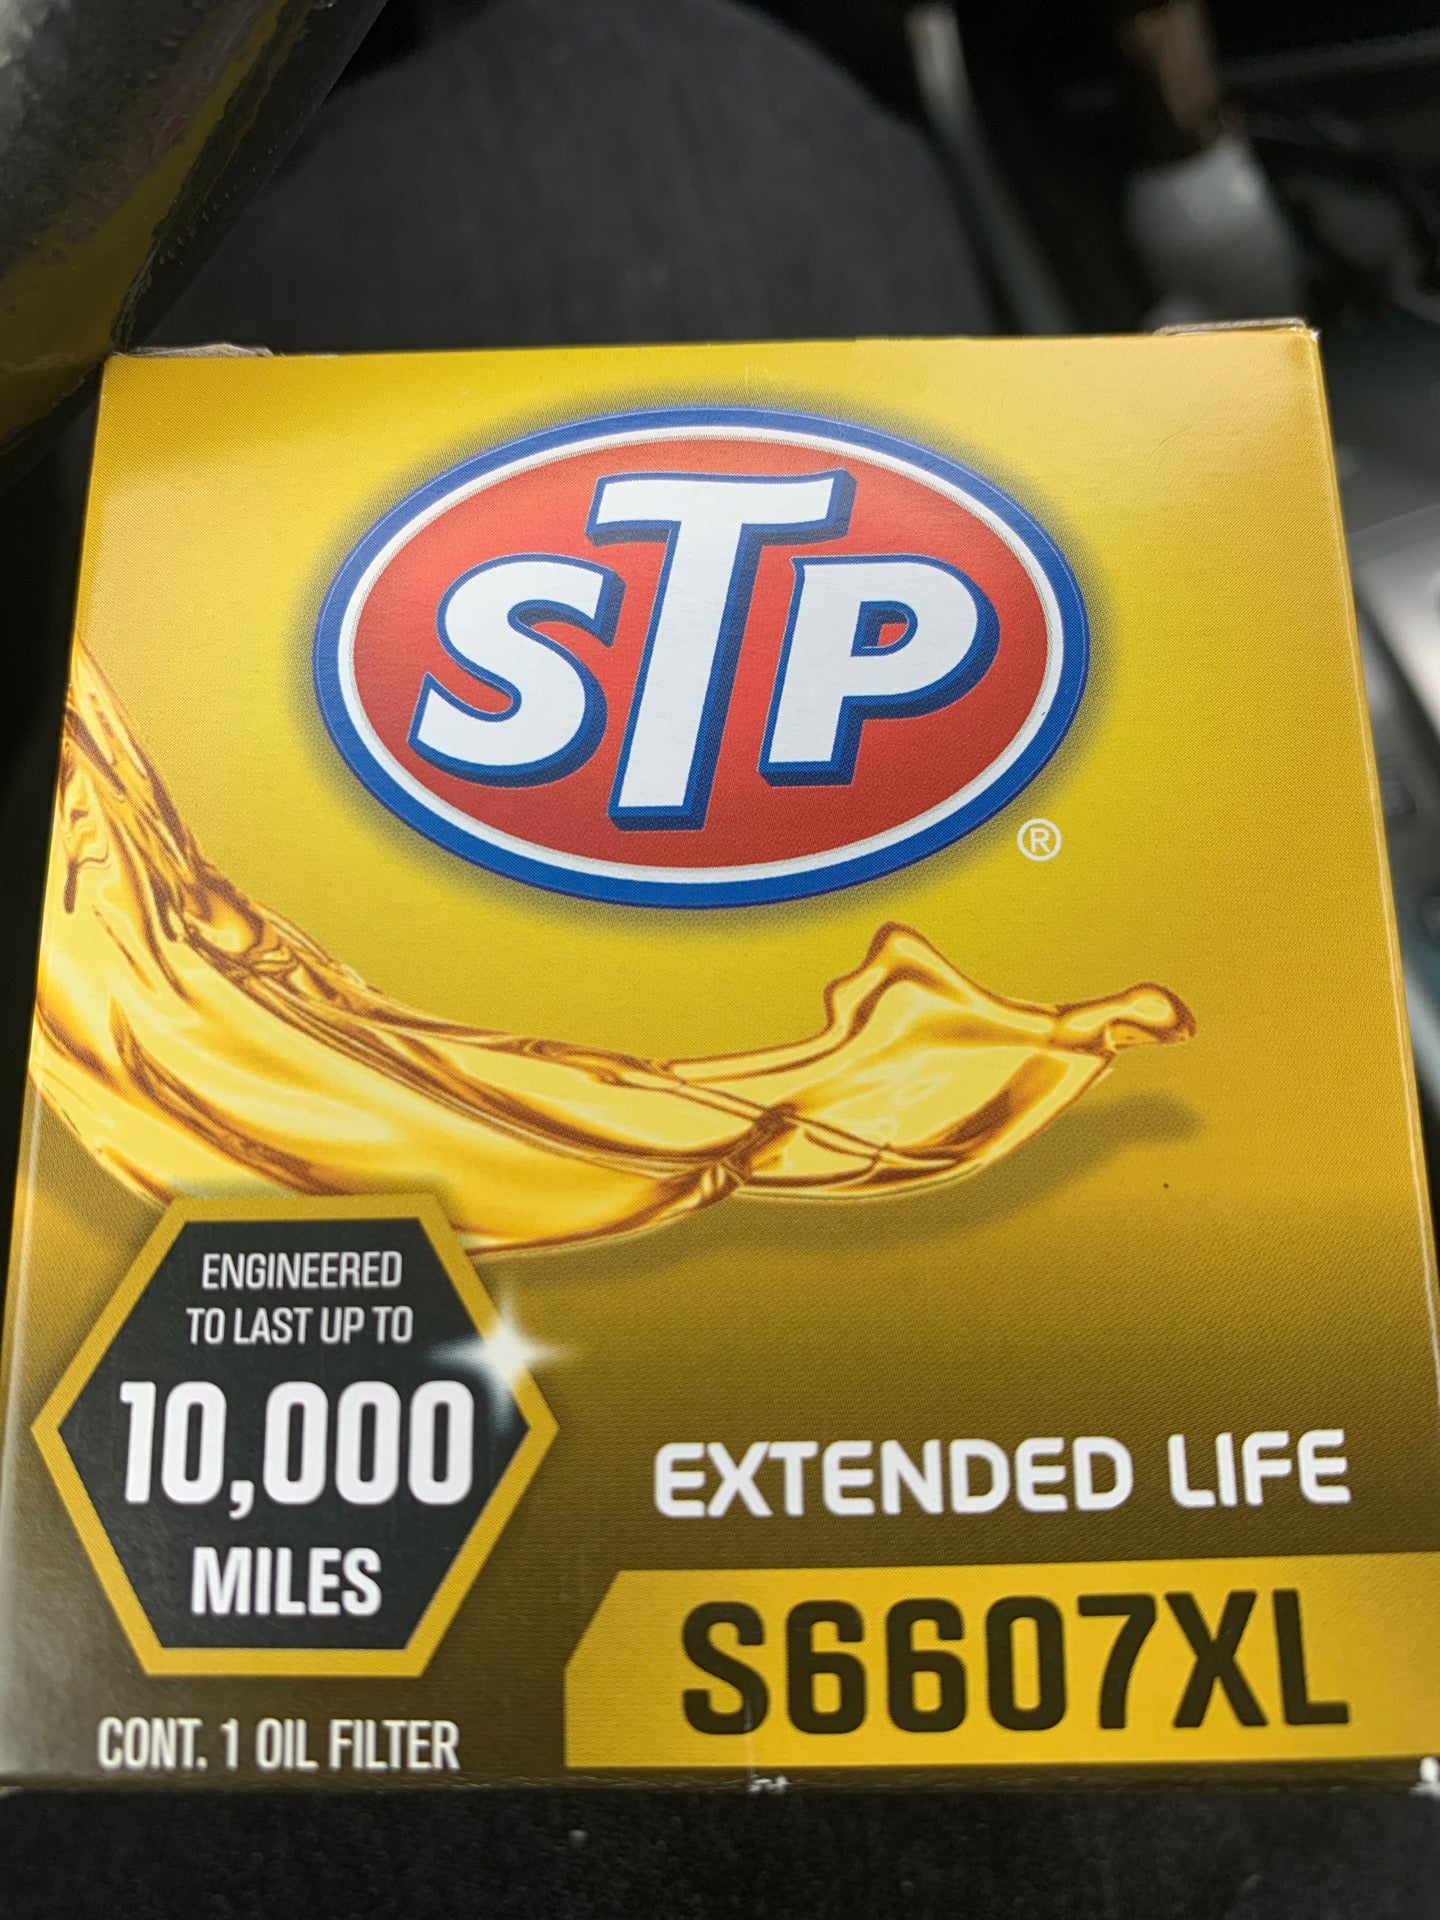 STP
®
ENGINEERED
TO LAST UP TO
10,000
MILES
EXTENDED LIFE
S6607XL
CONT. 1 OIL FILTER